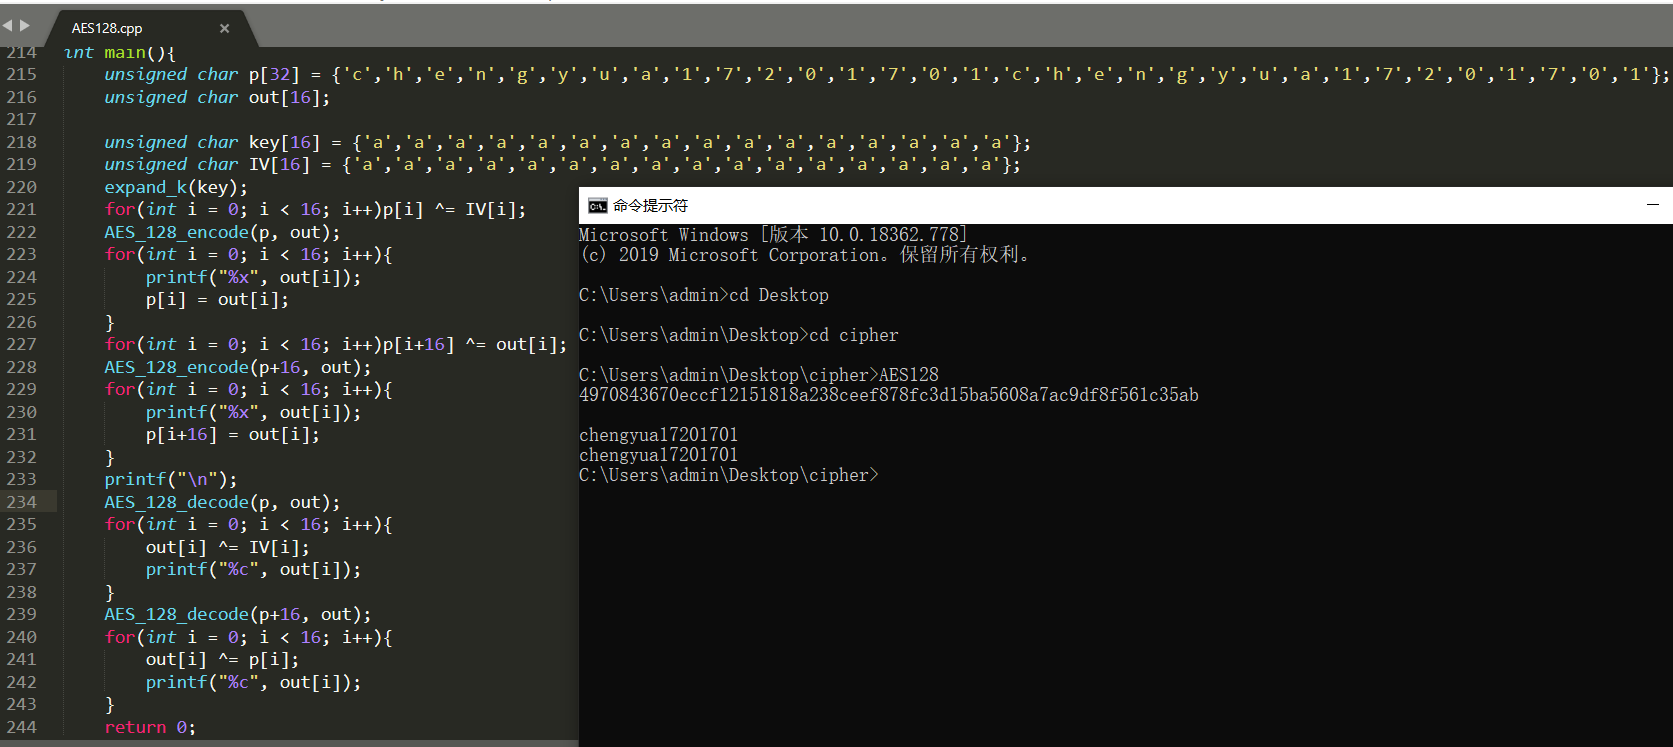 AES128.cpp ×
214 int main(){
215 unsigned char p[32] = {'c','h','e','n','g','y','u','a','1','7','2','0','1','7','0','1','c','h','e','n','g','y','u','a','1','7','2','0','1','7','0','1'};
216 unsigned char out[16];
217
218 unsigned char key[16] = {'a','a','a','a','a','a','a','a','a','a','a','a','a','a','a','a'};
219 unsigned char IV[16] = {'a','a','a','a','a','a','a','a','a','a','a','a','a','a','a','a'};
220 expand_k(key);
221 for(int i = 0; i < 16; i++)p[i] ^= IV[i];
222 AES_128_encode(p, out);
223 for(int i = 0; i < 16; i++){
224 printf("%x", out[i]);
225 p[i] = out[i];
226 }
227 for(int i = 0; i < 16; i++)p[i+16] ^= out[i];
228 AES_128_encode(p+16, out);
229 for(int i = 0; i < 16; i++){
230 printf("%x", out[i]);
231 p[i+16] = out[i];
232 }
233 printf("\n");
234 AES_128_decode(p, out);
235 for(int i = 0; i < 16; i++){
236 out[i] ^= IV[i];
237 printf("%c", out[i]);
238 }
239 AES_128_decode(p+16, out);
240 for(int i = 0; i < 16; i++){
241 out[i] ^= p[i];
242 printf("%c", out[i]);
243 }
244 return 0;
命令提示符
Microsoft Windows [版本 10.0.18362.778]
(c) 2019 Microsoft Corporation。保留所有权利。
C:\Users\admin>cd Desktop
C:\Users\admin\Desktop>cd cipher
C:\Users\admin\Desktop\cipher>AES128
4970843670eccf12151818a238ceef878fc3d15ba5608a7ac9df8f561c35ab
chengyua17201701
chengyua17201701
C:\Users\admin\Desktop\cipher>